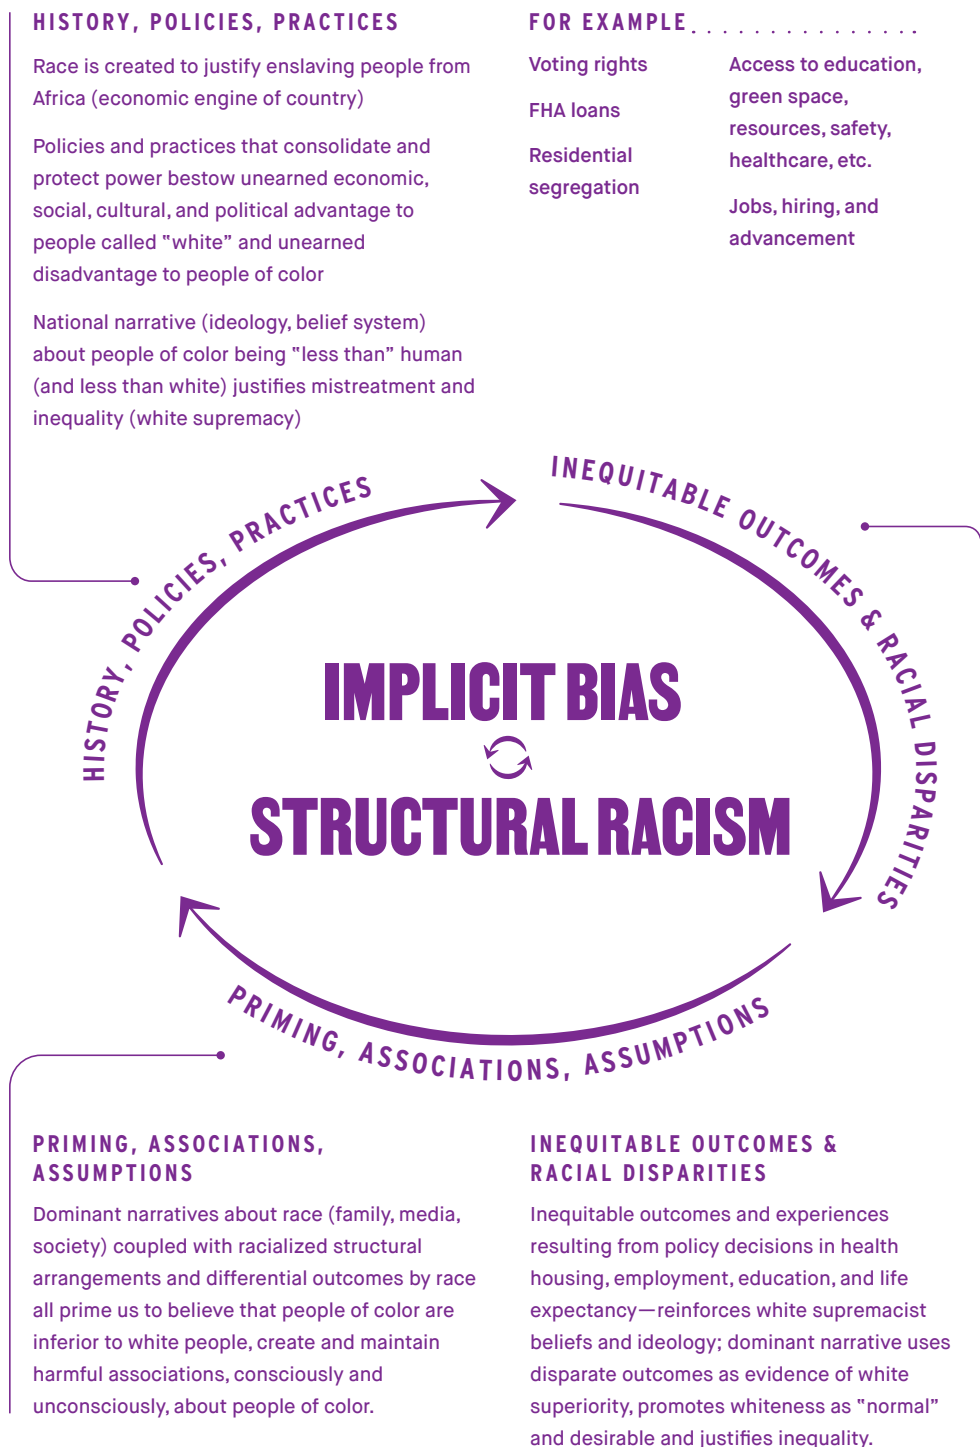 HISTORY, POLICIES, PRACTICES
Race is created to justify enslaving people from
Africa (economic engine of country)
Policies and practices that consolidate and
protect power bestow unearned economic,
social, cultural, and political advantage to
people called “white” and unearned
disadvantage to people of color
National narrative (ideology, belief system)
about people of color being “less than” human
(and less than white) justifies mistreatment and
inequality (white supremacy)
FOR EXAMPLE. . . . . . . . . . . . . . .
Voting rights
FHA loans
Residential
segregation
Access to education,
green space,
resources, safety,
healthcare, etc.
Jobs, hiring, and
advancement
HISTORY, POLICIES, PRACTICES
INEQUITABLE OUTCOMES & RACIAL DISPARITIES
IMPLICIT BIAS
STRUCTURAL RACISM
PRIMING, ASSOCIATIONS, ASSUMPTIONS
PRIMING, ASSOCIATIONS,
ASSUMPTIONS
Dominant narratives about race (family, media,
society) coupled with racialized structural
arrangements and differential outcomes by race
all prime us to believe that people of color are
inferior to white people, create and maintain
harmful associations, consciously and
unconsciously, about people of color.
INEQUITABLE OUTCOMES &
RACIAL DISPARITIES
Inequitable outcomes and experiences
resulting from policy decisions in health
housing, employment, education, and life
expectancy—reinforces white supremacist
beliefs and ideology; dominant narrative uses
disparate outcomes as evidence of white
superiority, promotes whiteness as “normal”
and desirable and justifies inequality.